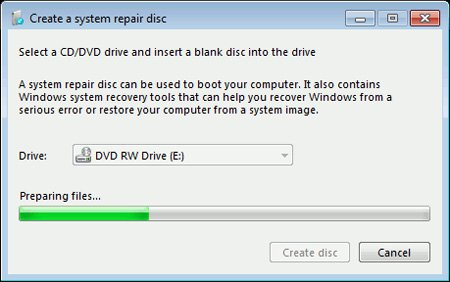 Create a system repair disc
Select a CD/DVD drive and insert a blank disc into the drive
A system repair disc can be used to boot your computer. It also contains
Windows system recovery tools that can help you recover Windows from a
serious error or restore your computer from a system image.
Drive: DVD RW Drive (E:)
Preparing files...
Create disc Cancel